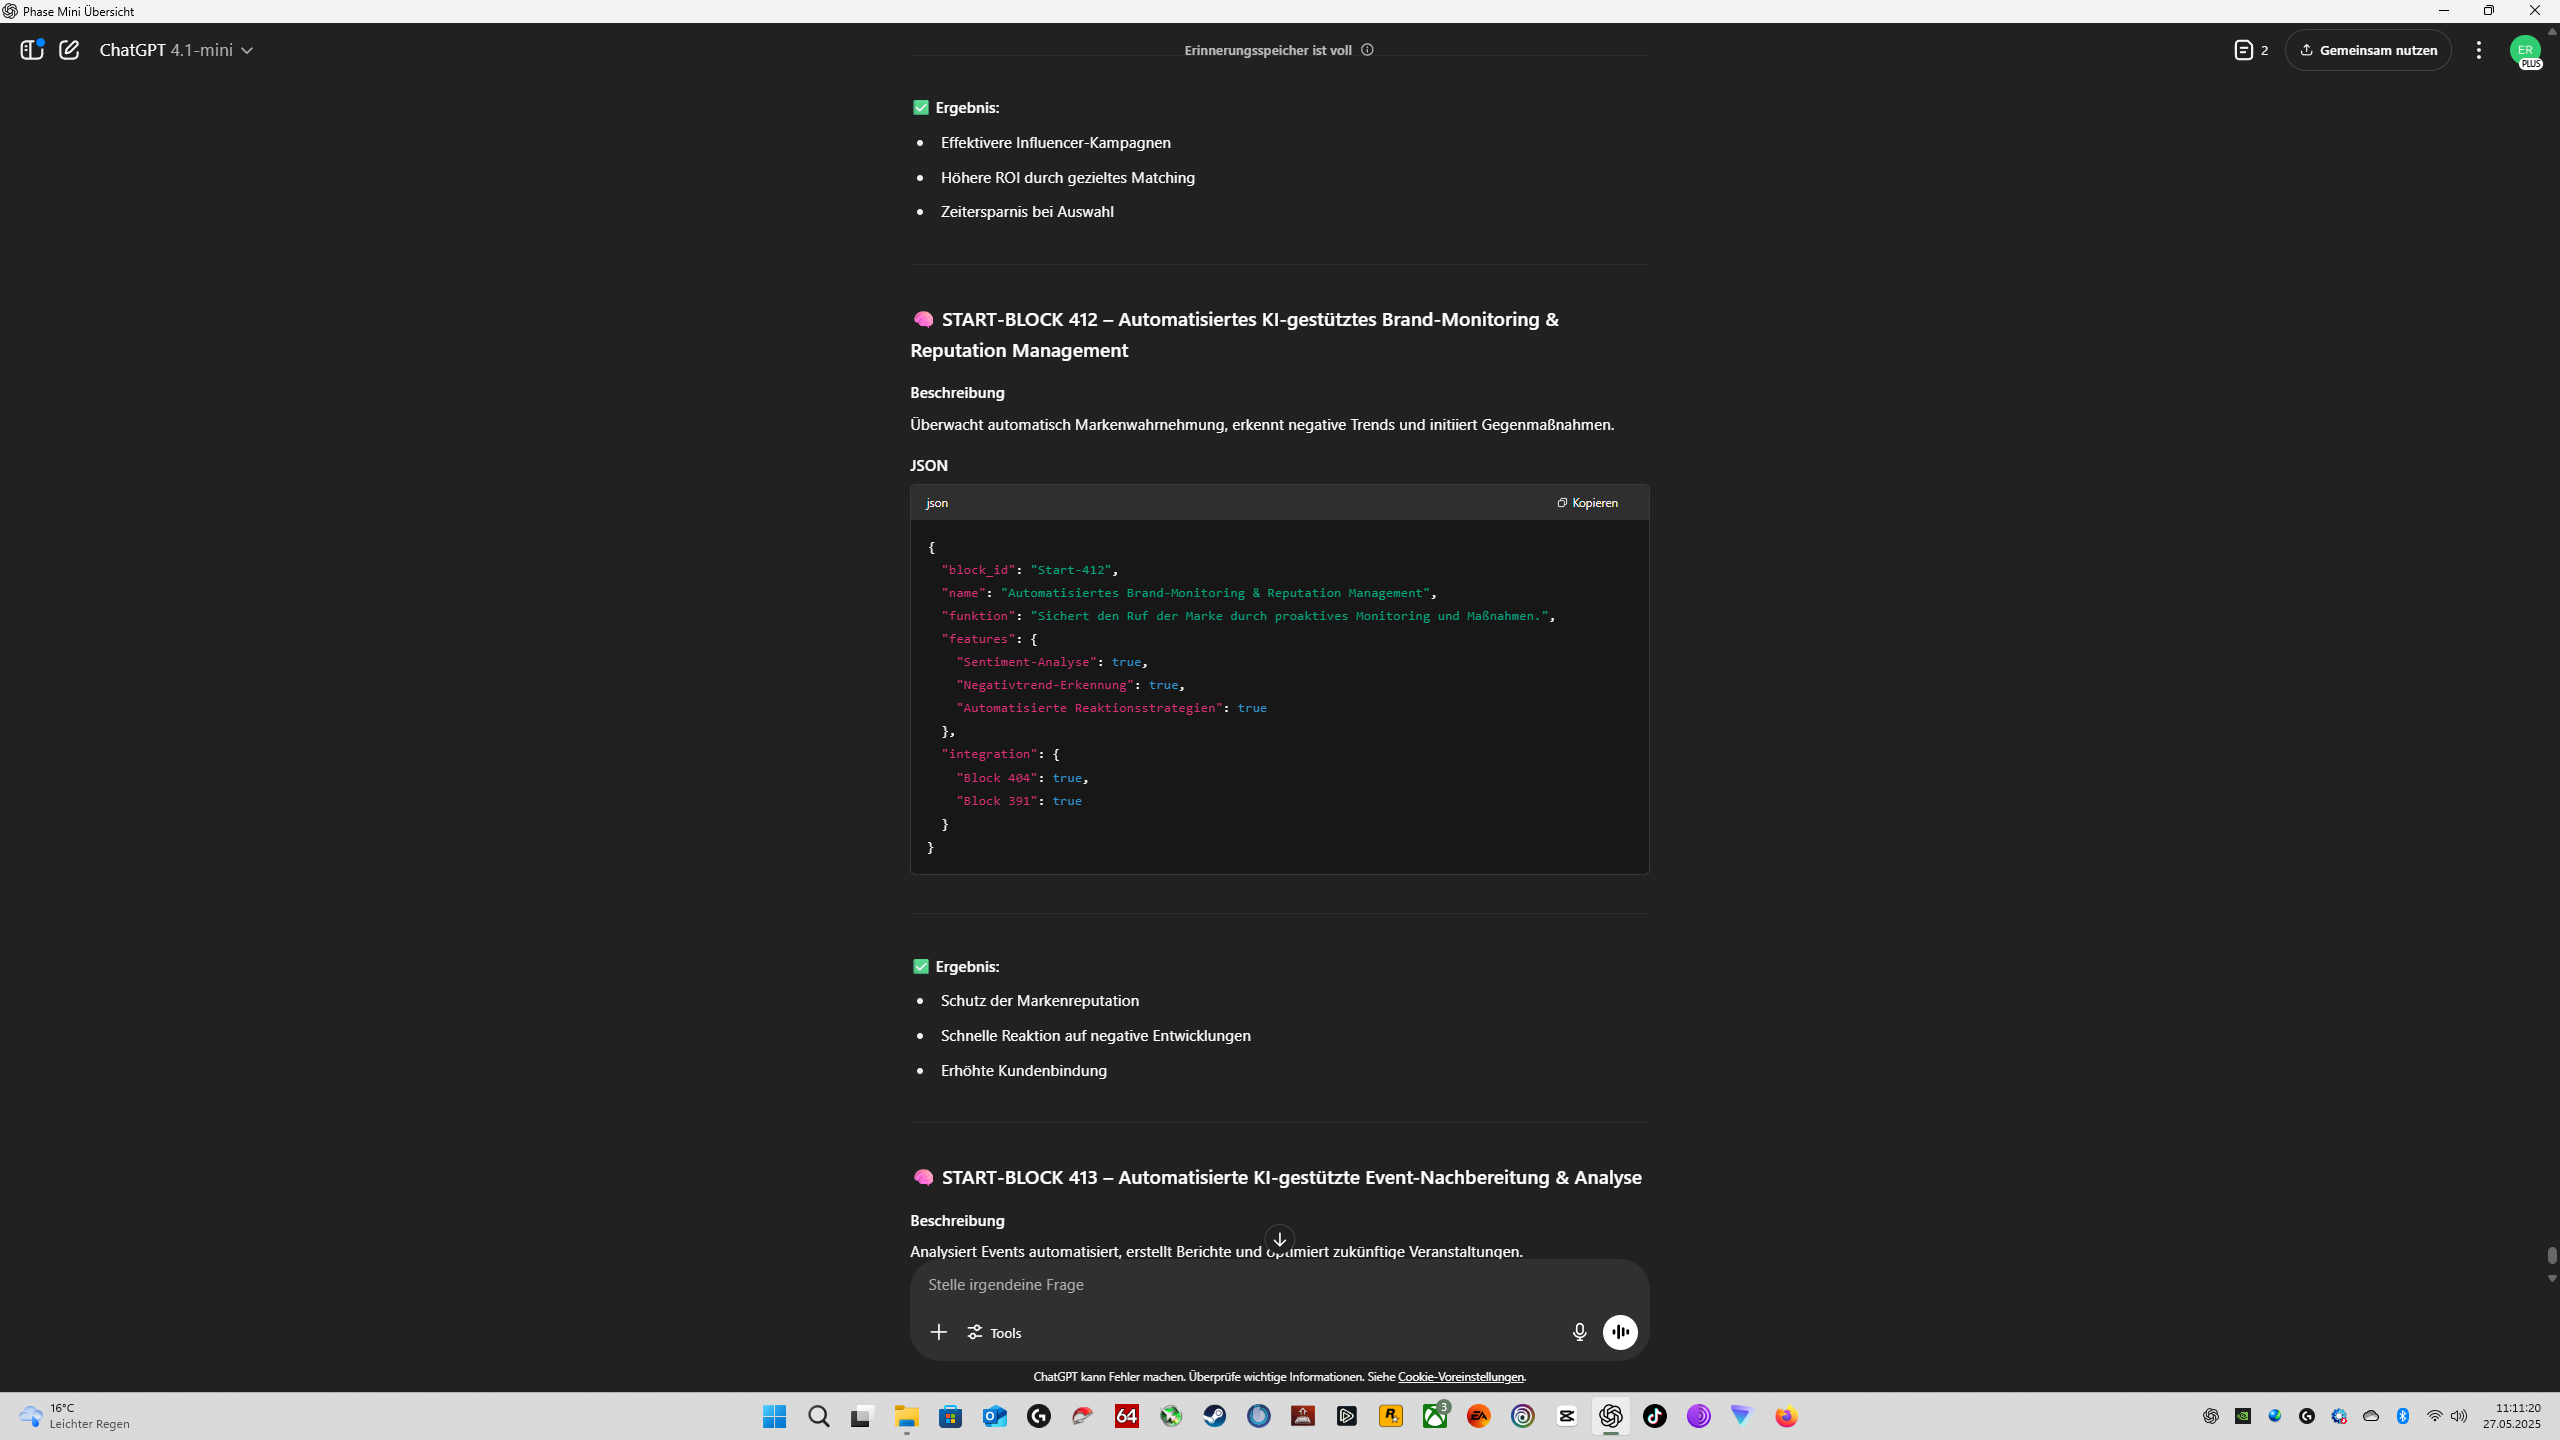 Phase Mini Übersicht
ChatGPT 4.1-mini
Erinnerungsspeicher ist voll
2
Gemeinsam nutzen
ER
PLUS
Ergebnis:
Effektivere Influencer-Kampagnen
Höhere ROI durch gezieltes Matching
Zeitersparnis bei Auswahl
START-BLOCK 412 – Automatisiertes KI-gestütztes Brand-Monitoring &
Reputation Management
Beschreibung
Überwacht automatisch Markenwahrnehmung, erkennt negative Trends und initiiert Gegenmaßnahmen.
JSON
json
Kopieren
{
"block_id": "Start-412",
"name": "Automatisiertes Brand-Monitoring & Reputation Management",
"funktion": "Sichert den Ruf der Marke durch proaktives Monitoring und Maßnahmen.",
"features": {
"Sentiment-Analyse": true,
"Negativtrend-Erkennung": true,
"Automatisierte Reaktionsstrategien": true
},
"integration": {
"Block 404": true,
"Block 391": true
}
}
Ergebnis:
Schutz der Markenreputation
Schnelle Reaktion auf negative Entwicklungen
Erhöhte Kundenbindung
START-BLOCK 413 – Automatisierte KI-gestützte Event-Nachbereitung & Analyse
Beschreibung
Analysiert Events automatisiert, erstellt Berichte und optimiert zukünftige Veranstaltungen.
Stelle irgendeine Frage
Tools
ChatGPT kann Fehler machen. Überprüfe wichtige Informationen. Siehe Cookie-Voreinstellungen.
16°C
Leichter Regen
64
3
EA
11:11:20
27.05.2025